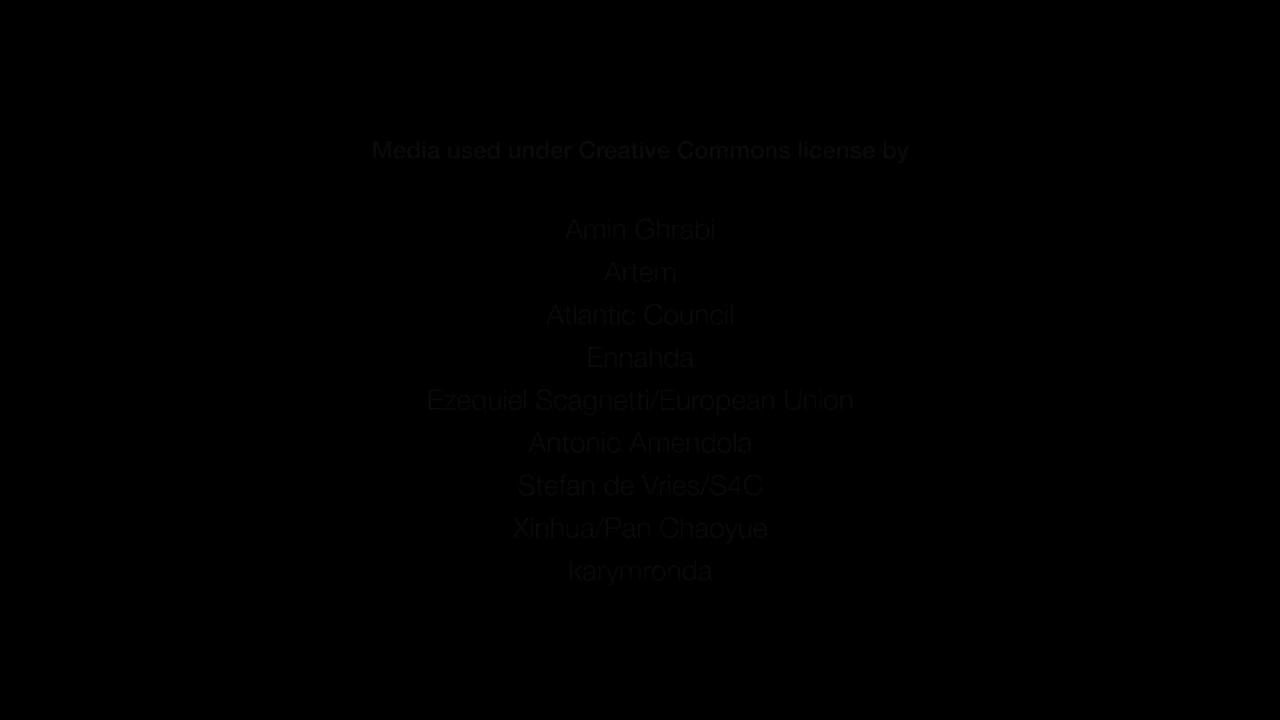 Media used under Creative Commons license by
Amin Ghrabi
Artem
Atlantic Council
Ennahda
Ezequiel Scagnetti/European Union
Antonio Amendola
Stefan de Vries/S4C
Xinhua/Pan Chaoyue
karymronda